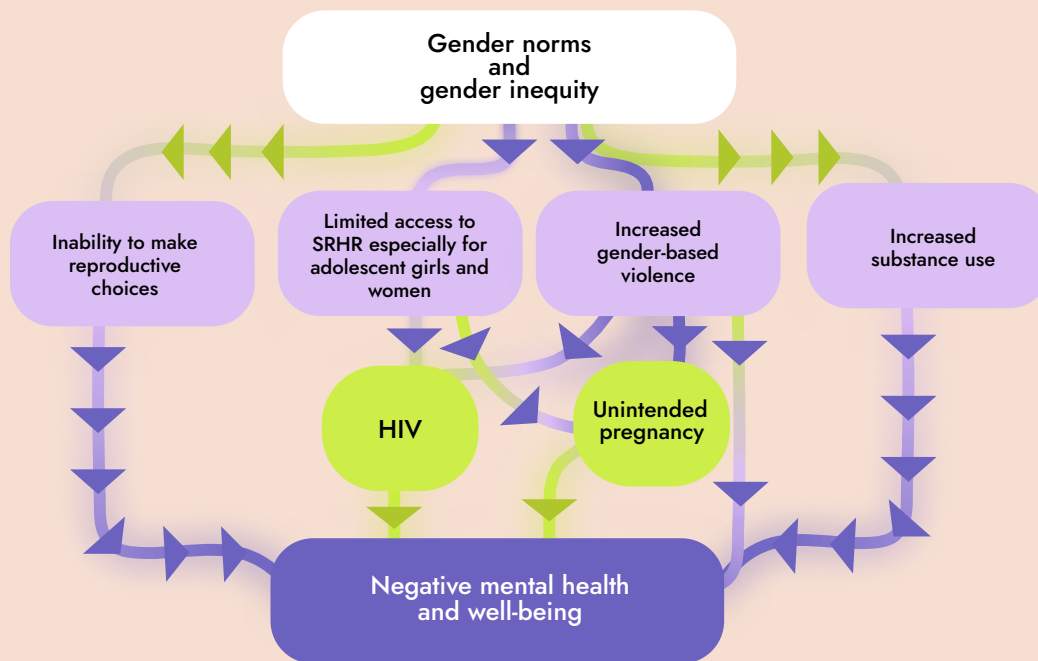 Gender norms
and
gender inequity
Inability to make
reproductive
choices
Limited access to
SRHR especially for
adolescent girls and
women
Increased
gender-based
violence
Increased
substance use
HIV
Unintended
pregnancy
Negative mental health
and well-being